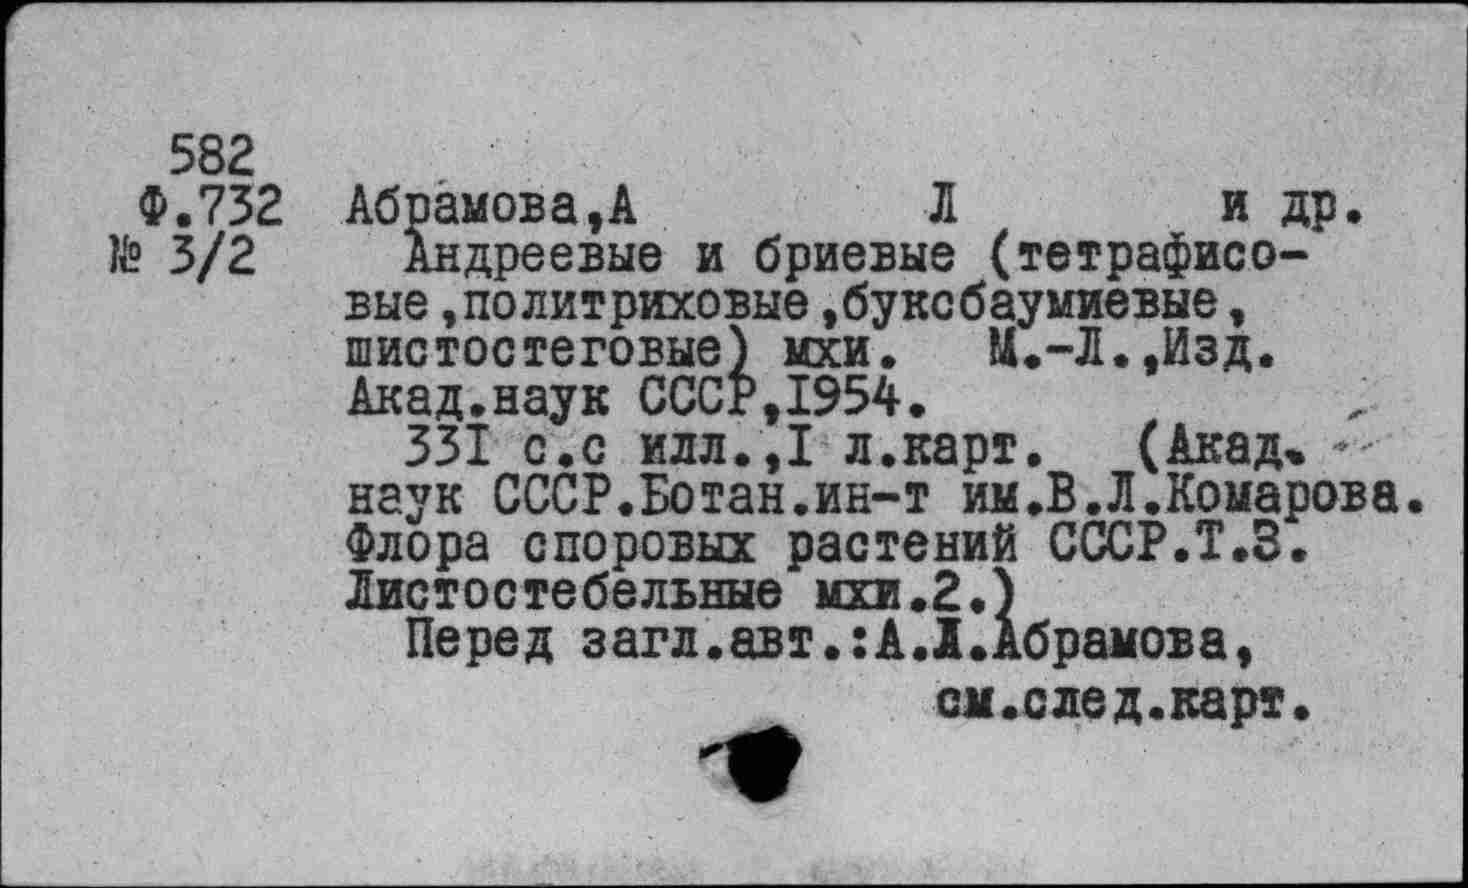 582
Ф.732 Абрамова,А Л и др.
№ 3/2 Андреевые и бриевые (тетрафисо-
вые,политриховые,буксбаумиевые,
шистостеговые) мхи. М.-Л.,Изд.
Акад.наук СССР,1954.
331 с.с илл.,1 л.карт. (Акад.
наук СССР.Ботан.ин-т им.В.Л.Комарова.
Флора споровых растений СССР.Т.3.
Листостебельные мхи.2.)
Перед загл.авт.:А.Л.Абрамова,
см.след.карт.